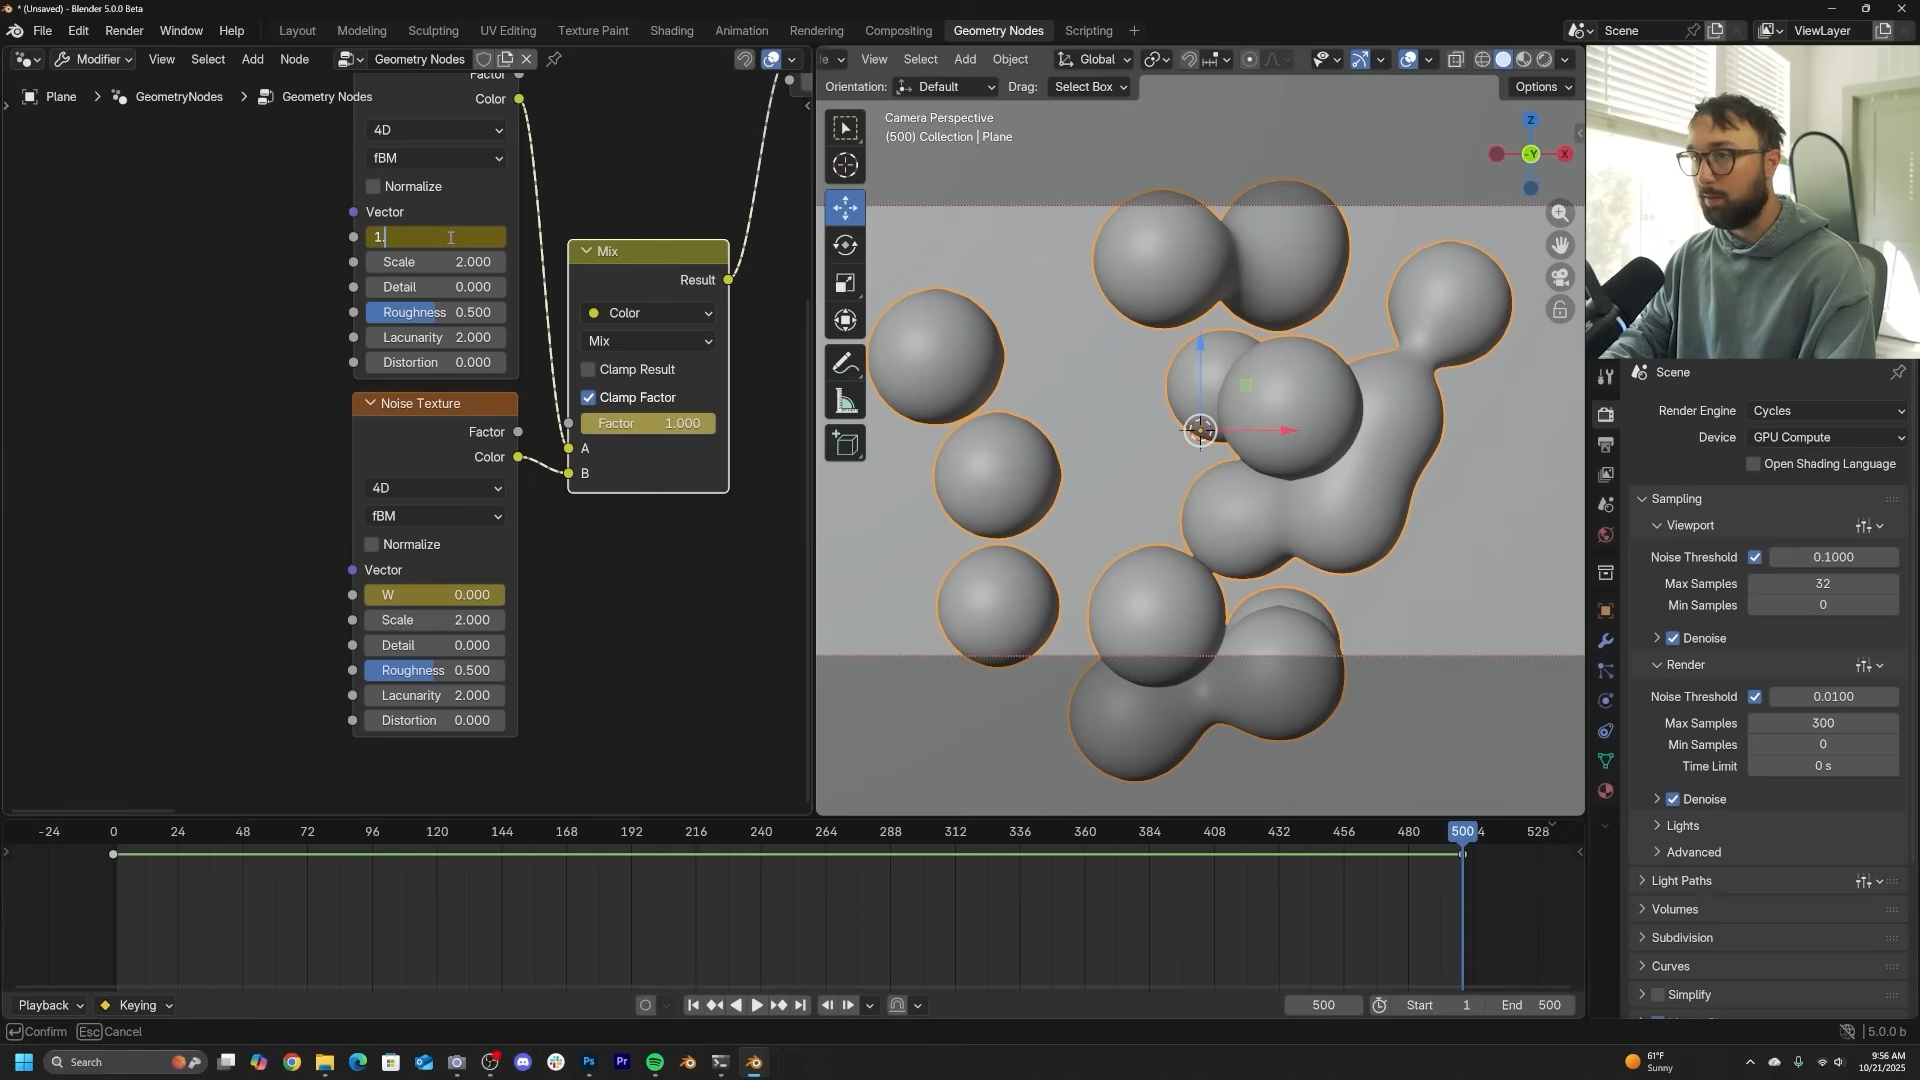 * (Unsaved) - Blender 5.0.0 Beta
File Edit Render Window Help
Layout Modeling Sculpting UV Editing Texture Paint Shading Animation Rendering Compositing Geometry Nodes Scripting
Scene
ViewLayer
Modifier View Select Add Node
Geometry Nodes
View Select Add Object
Global
Plane > GeometryNodes > Geometry Nodes
Orientation: Default Drag: Select Box
Options
Camera Perspective
(500) Collection | Plane
Z
-Y
X
Factor
Color
4D
fBM
Normalize
Vector
1.
Scale 2.000
Detail 0.000
Roughness 0.500
Lacunarity 2.000
Distortion 0.000
Mix
Result
Color
Mix
Clamp Result
Clamp Factor
Factor 1.000
A
B
Noise Texture
Factor
Color
4D
fBM
Normalize
Vector
W 0.000
Scale 2.000
Detail 0.000
Roughness 0.500
Lacunarity 2.000
Distortion 0.000
Scene
Render Engine Cycles
Device GPU Compute
Open Shading Language
Sampling
Viewport
Noise Threshold 0.1000
Max Samples 32
Min Samples 0
Denoise
Render
Noise Threshold 0.0100
Max Samples 300
Min Samples 0
Time Limit 0 s
Denoise
Lights
Advanced
Light Paths
Volumes
Subdivision
Curves
Simplify
-24 0 24 48 72 96 120 144 168 192 216 240 264 288 312 336 360 384 408 432 456 480 500 4 528
Playback Keying
500
Start 1
End 500
Confirm Esc Cancel
5.0.0 b
Search
Ps
Pr
61°F
Sunny
9:56 AM
10/21/2025